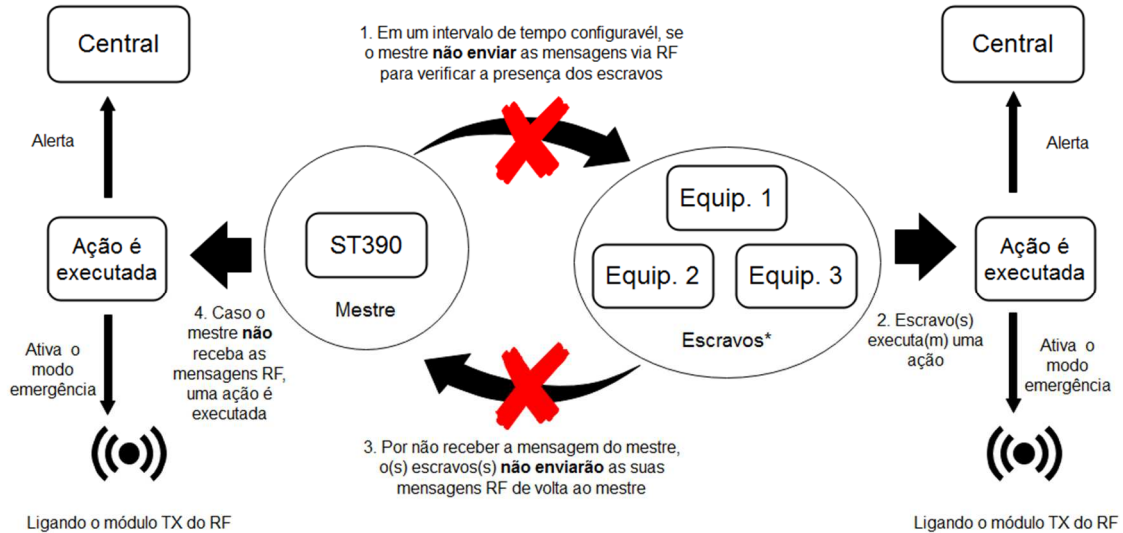 Central
Alerta
Ação é
executada
Ativa o
modo
emergência
Ligando o módulo TX do RF
4. Caso o
mestre não
receba as
mensagens RF,
uma ação é
executada
ST390
Mestre
1. Em um intervalo de tempo configuravél, se
o mestre não enviar as mensagens via RF
para verificar a presença dos escravos
Equip. 1
Equip. 2
Equip. 3
Escravos*
3. Por não receber a mensagem do mestre,
o(s) escravos(s) não enviarão as suas
mensagens RF de volta ao mestre
2. Escravo(s)
executa(m) uma
ação
Central
Alerta
Ação é
executada
Ativa o
modo
emergência
Ligando o módulo TX do RF